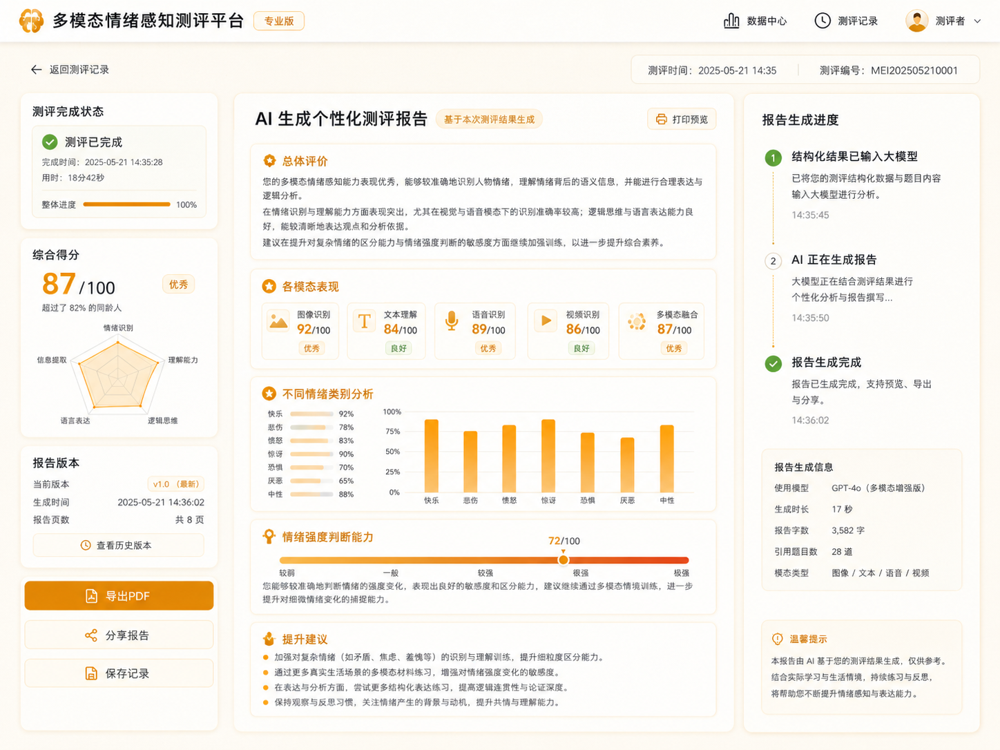 多模态情绪感知测评平台
专业版
数据中心
测评记录
测评者
返回测评记录
测评时间：2025-05-21 14:35
测评编号：MEI202505210001
测评完成状态
测评已完成
完成时间：2025-05-21 14:35:28
用时：18分42秒
整体进度
100%
综合得分
87/100
优秀
超过了 82% 的同龄人
情绪识别
信息提取
理解能力
语言表达
逻辑思维
报告版本
当前版本
v1.0 （最新）
生成时间
2025-05-21 14:36:02
报告页数
共 8 页
查看历史版本
导出PDF
分享报告
保存记录
AI 生成个性化测评报告
基于本次测评结果生成
打印预览
总体评价
您的多模态情绪感知能力表现优秀，能够较准确地识别人物情绪，理解情绪背后的语义信息，并能进行合理表达与
逻辑分析。
在情绪识别与理解能力方面表现突出，尤其在视觉与语音模态下的识别准确率较高；逻辑思维与语言表达能力良
好，能较清晰地表达观点和分析依据。
建议在提升对复杂情绪的区分能力与情绪强度判断的敏感度方面继续加强训练，以进一步提升综合素养。
各模态表现
图像识别
92/100
优秀
T
文本理解
84/100
良好
语音识别
89/100
优秀
视频识别
86/100
良好
多模态融合
87/100
优秀
不同情绪类别分析
快乐 92%
悲伤 78%
愤怒 83%
惊讶 90%
恐惧 70%
厌恶 65%
中性 88%
100%
75%
50%
25%
0%
快乐 悲伤 愤怒 惊讶 恐惧 厌恶 中性
情绪强度判断能力
72/100
较弱 一般 较强 很强 极强
您能够较准确地判断情绪的强度变化，表现出良好的敏感度和区分能力，建议继续通过多模态情境训练，进一步
提升对细微情绪变化的捕捉能力。
提升建议
加强对复杂情绪（如矛盾、焦虑、羞愧等）的识别与理解训练，提升细粒度区分能力。
通过更多真实生活场景的多模态材料练习，增强对情绪强度变化的敏感度。
在表达与分析方面，尝试更多结构化表达练习，提高逻辑连贯性与论证深度。
保持观察与反思习惯，关注情绪产生的背景与动机，提升共情与理解能力。
报告生成进度
1
结构化结果已输入大模型
已将您的测评结构化数据与题目内容
输入大模型进行分析。
14:35:45
2
AI 正在生成报告
大模型正在结合测评结果进行
个性化分析与报告撰写...
14:35:50
报告生成完成
报告已生成完成，支持预览、导出
与分享。
14:36:02
报告生成信息
使用模型 GPT-4o（多模态增强版）
生成时长 17 秒
报告字数 3,582 字
引用题目数 28 道
模态类型 图像 / 文本 / 语音 / 视频
温馨提示
本报告由 AI 基于您的测评结果生成，仅供参考。
结合实际学习与生活情境，持续练习与反思，
将帮助您不断提升情绪感知与表达能力。